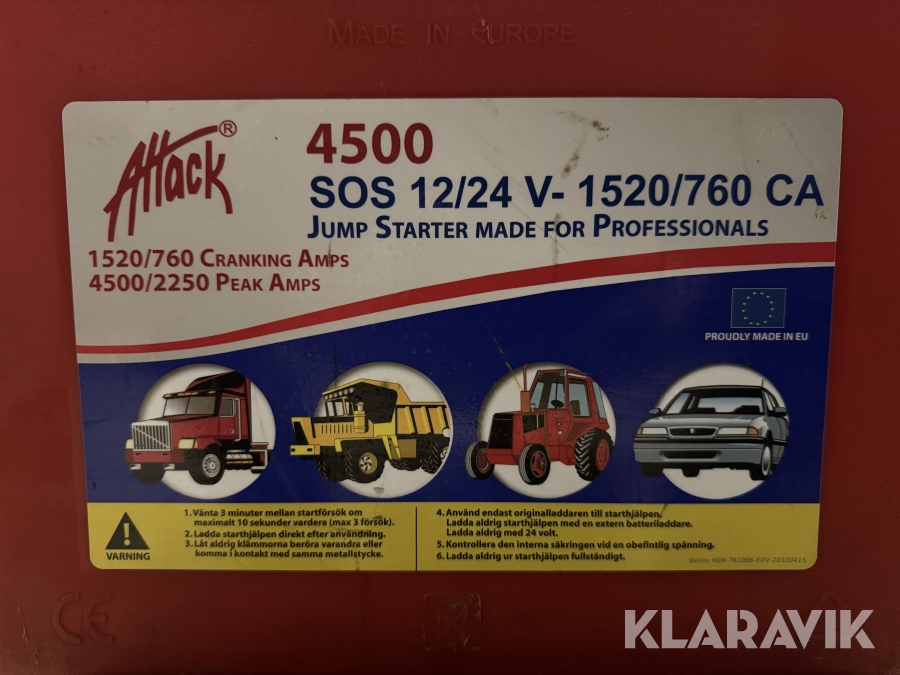 MADE IN EUROPE
Attack®
4500
SOS 12/24 V- 1520/760 CA
JUMP STARTER MADE FOR PROFESSIONALS
1520/760 CRANKING AMPS
4500/2250 PEAK AMPS
PROUDLY MADE IN EU
VARNING
1. Vänta 3 minuter mellan startförsök om
maximalt 10 sekunder vardera (max 3 försök).
2. Ladda starthjälpen direkt efter användning.
3. Låt aldrig klämmorna beröra varandra eller
komma i kontakt med samma metallstycke.
4. Använd endast originalladdaren till starthjälpen.
Ladda aldrig starthjälpen med en extern batteriladdare.
Ladda aldrig med 24 volt.
5. Kontrollera den interna säkringen vid en obefintlig spänning.
6. Ladda aldrig ur starthjälpen fullständigt.
CE
KLARAVIK